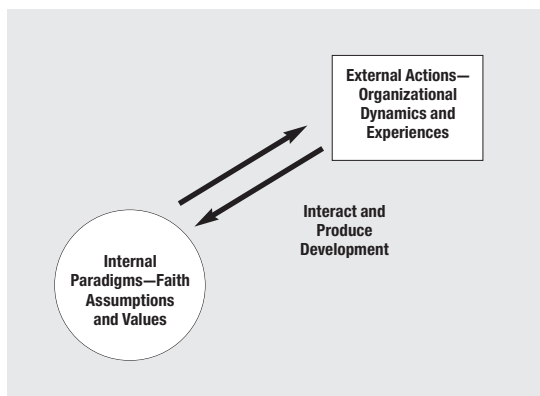 External Actions—
Organizational
Dynamics and
Experiences
Interact and
Produce
Development
Internal
Paradigms—Faith
Assumptions
and Values